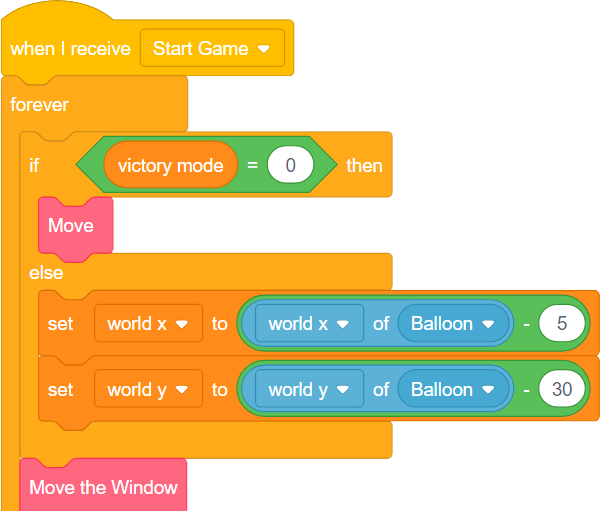 when I receive Start Game
forever
if victory mode = 0 then
Move
else
set world x to world x of Balloon - 5
set world y to world y of Balloon - 30
Move the Window